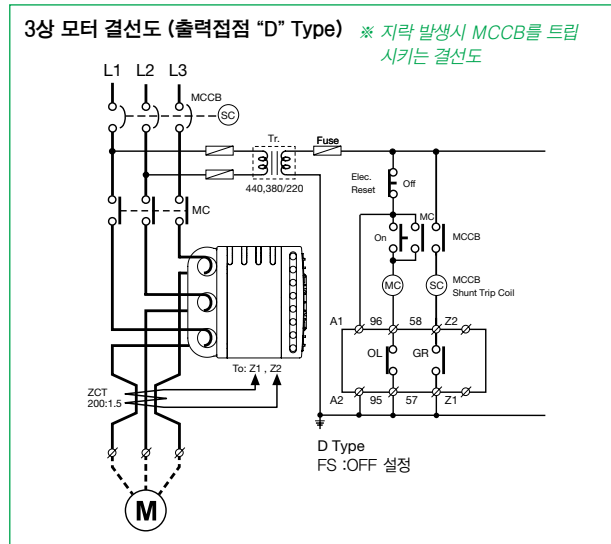 3상 모터 결선도 (출력접점 “D” Type)
※ 지락 발생시 MCCB를 트립
시키는 결선도
L1 L2 L3
MCCB
SC
Tr.
Fuse
440,380/220
Elec.
Reset
Off
MC
MC
On
MCCB
MC
SC
MCCB
Shunt Trip Coil
A1 96 58 Z2
OL GR
A2 95 57 Z1
To: Z1 , Z2
ZCT
200:1.5
D Type
FS :OFF 설정
M